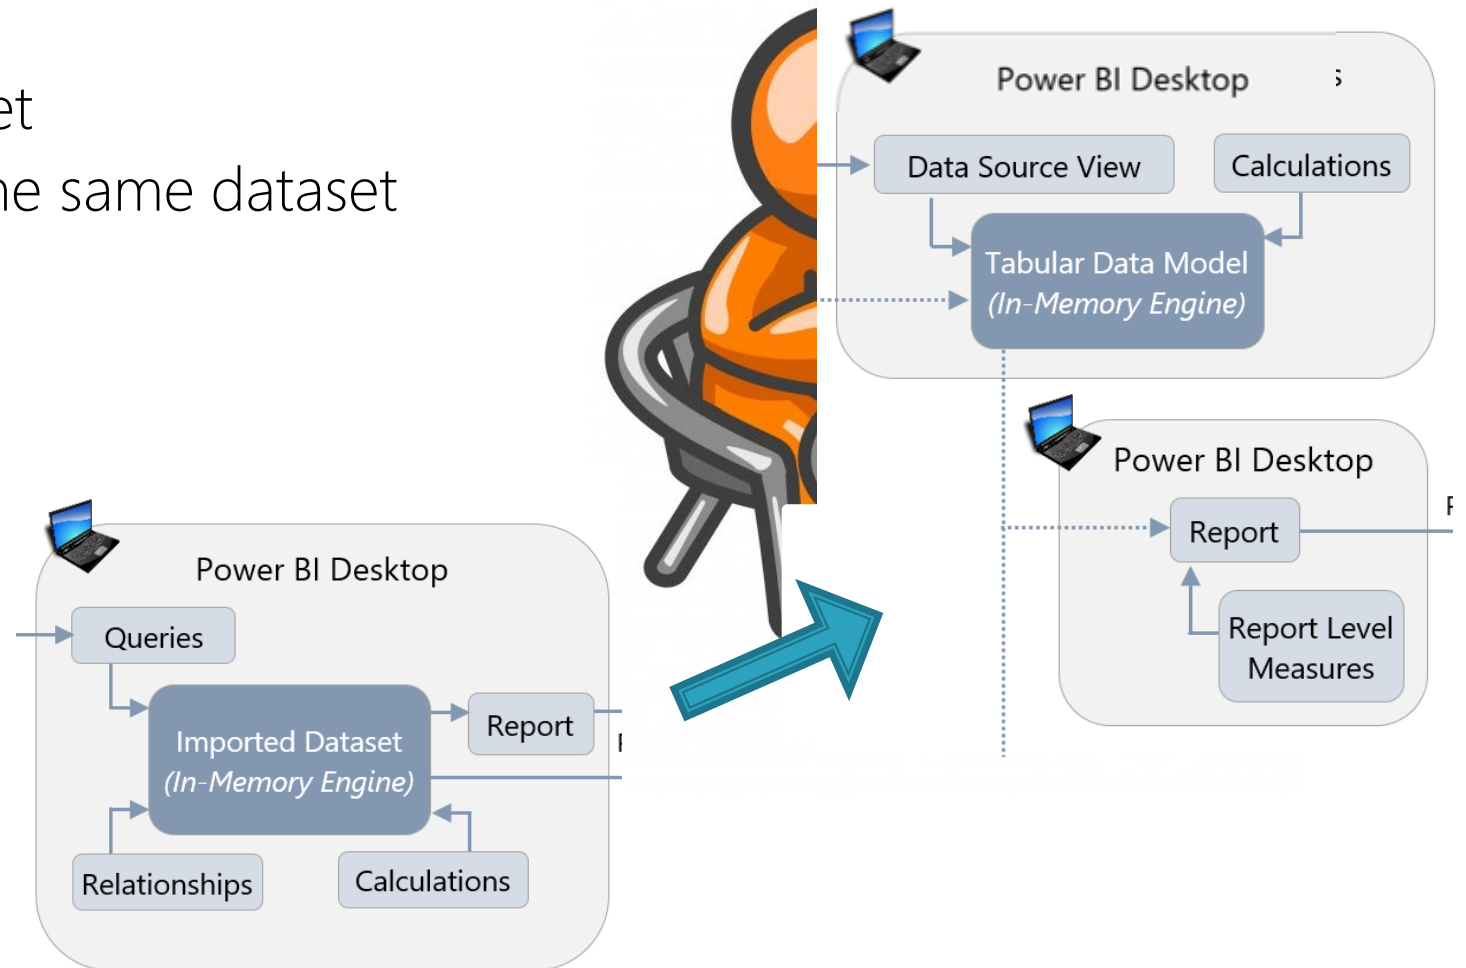 et
ne same dataset
Power BI Desktop
s
Data Source View
Calculations
Tabular Data Model
(In-Memory Engine)
Power BI Desktop
Report
Report Level
Measures
Power BI Desktop
Queries
Imported Dataset
(In-Memory Engine)
Report
Relationships
Calculations